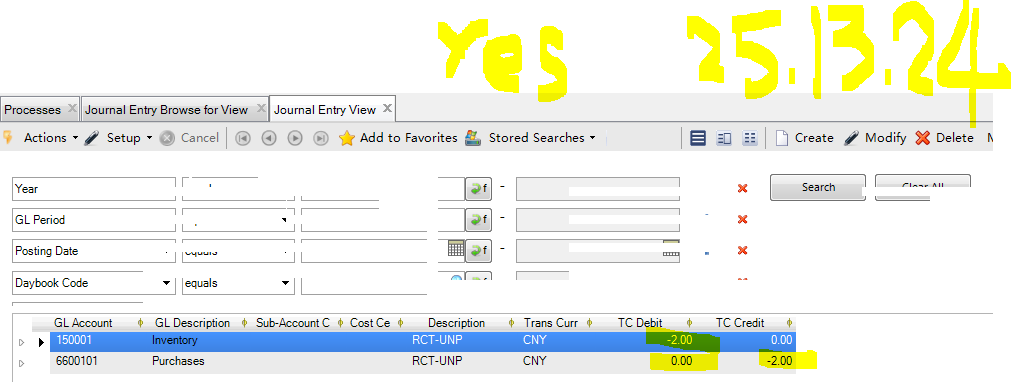 Yes 25.13.24
Processes Journal Entry Browse for View Journal Entry View
Actions Setup Cancel Add to Favorites Stored Searches Create Modify Delete
Year f - Search Clear All
GL Period f -
Posting Date equals f -
Daybook Code equals f -
GL Account GL Description Sub-Account C Cost Ce Description Trans Curr TC Debit TC Credit
150001 Inventory RCT-UNP CNY -2.00 0.00
6600101 Purchases RCT-UNP CNY 0.00 -2.00